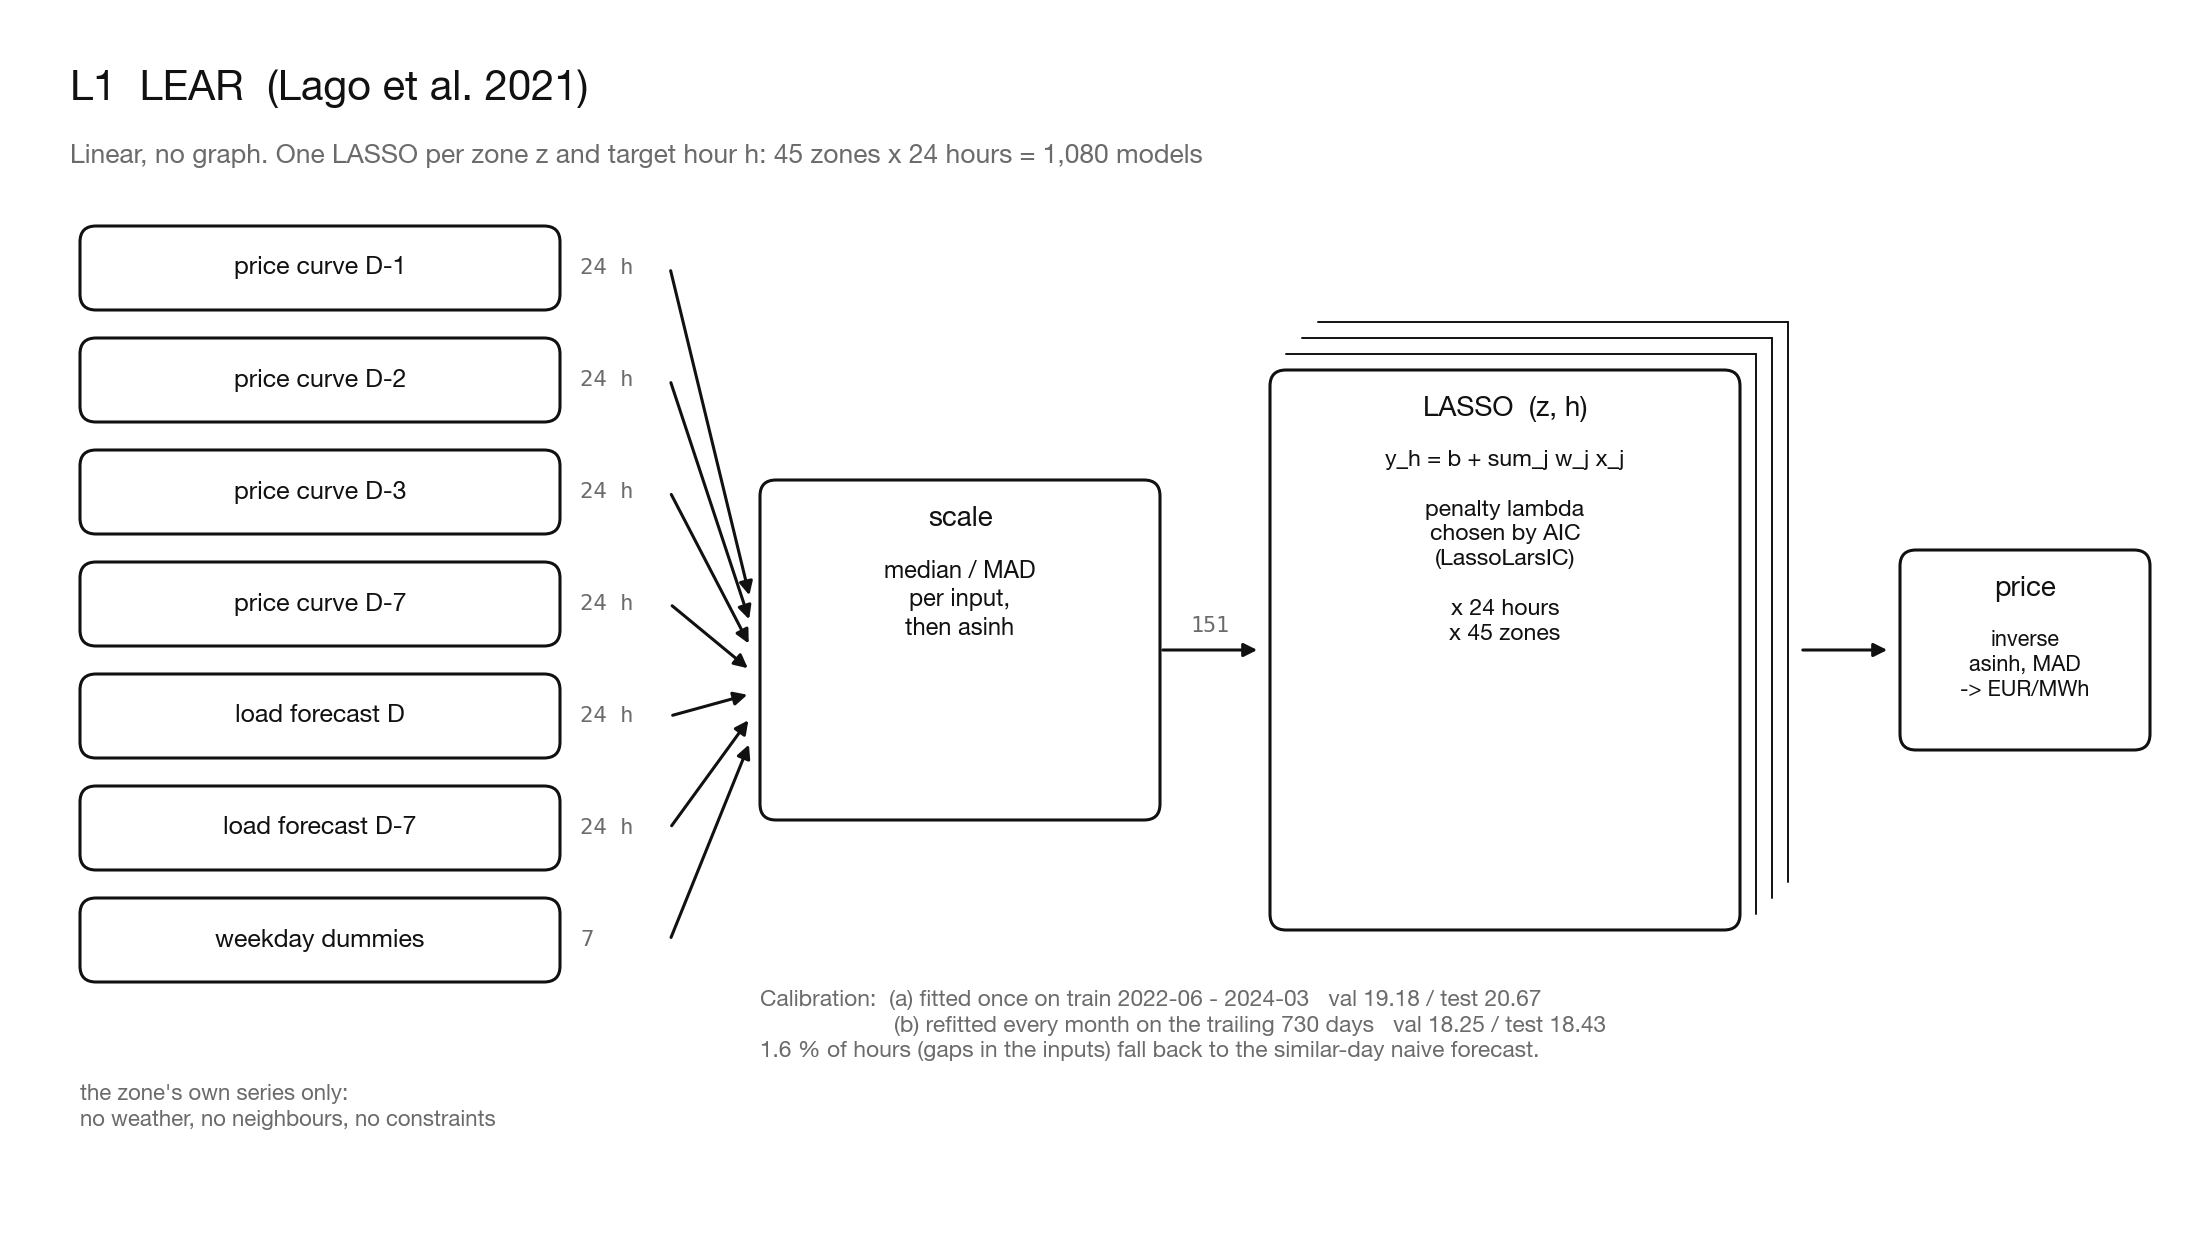 L1 LEAR (Lago et al. 2021)
Linear, no graph. One LASSO per zone z and target hour h: 45 zones x 24 hours = 1,080 models
price curve D-1
24 h
price curve D-2
24 h
price curve D-3
24 h
price curve D-7
24 h
load forecast D
24 h
load forecast D-7
24 h
weekday dummies
7
scale
median / MAD
per input,
then asinh
151
LASSO (z, h)
y_h = b + sum_j w_j x_j
penalty lambda
chosen by AIC
(LassoLarsIC)
x 24 hours
x 45 zones
price
inverse
asinh, MAD
-> EUR/MWh
Calibration: (a) fitted once on train 2022-06 - 2024-03 val 19.18 / test 20.67
(b) refitted every month on the trailing 730 days val 18.25 / test 18.43
1.6 % of hours (gaps in the inputs) fall back to the similar-day naive forecast.
the zone's own series only:
no weather, no neighbours, no constraints